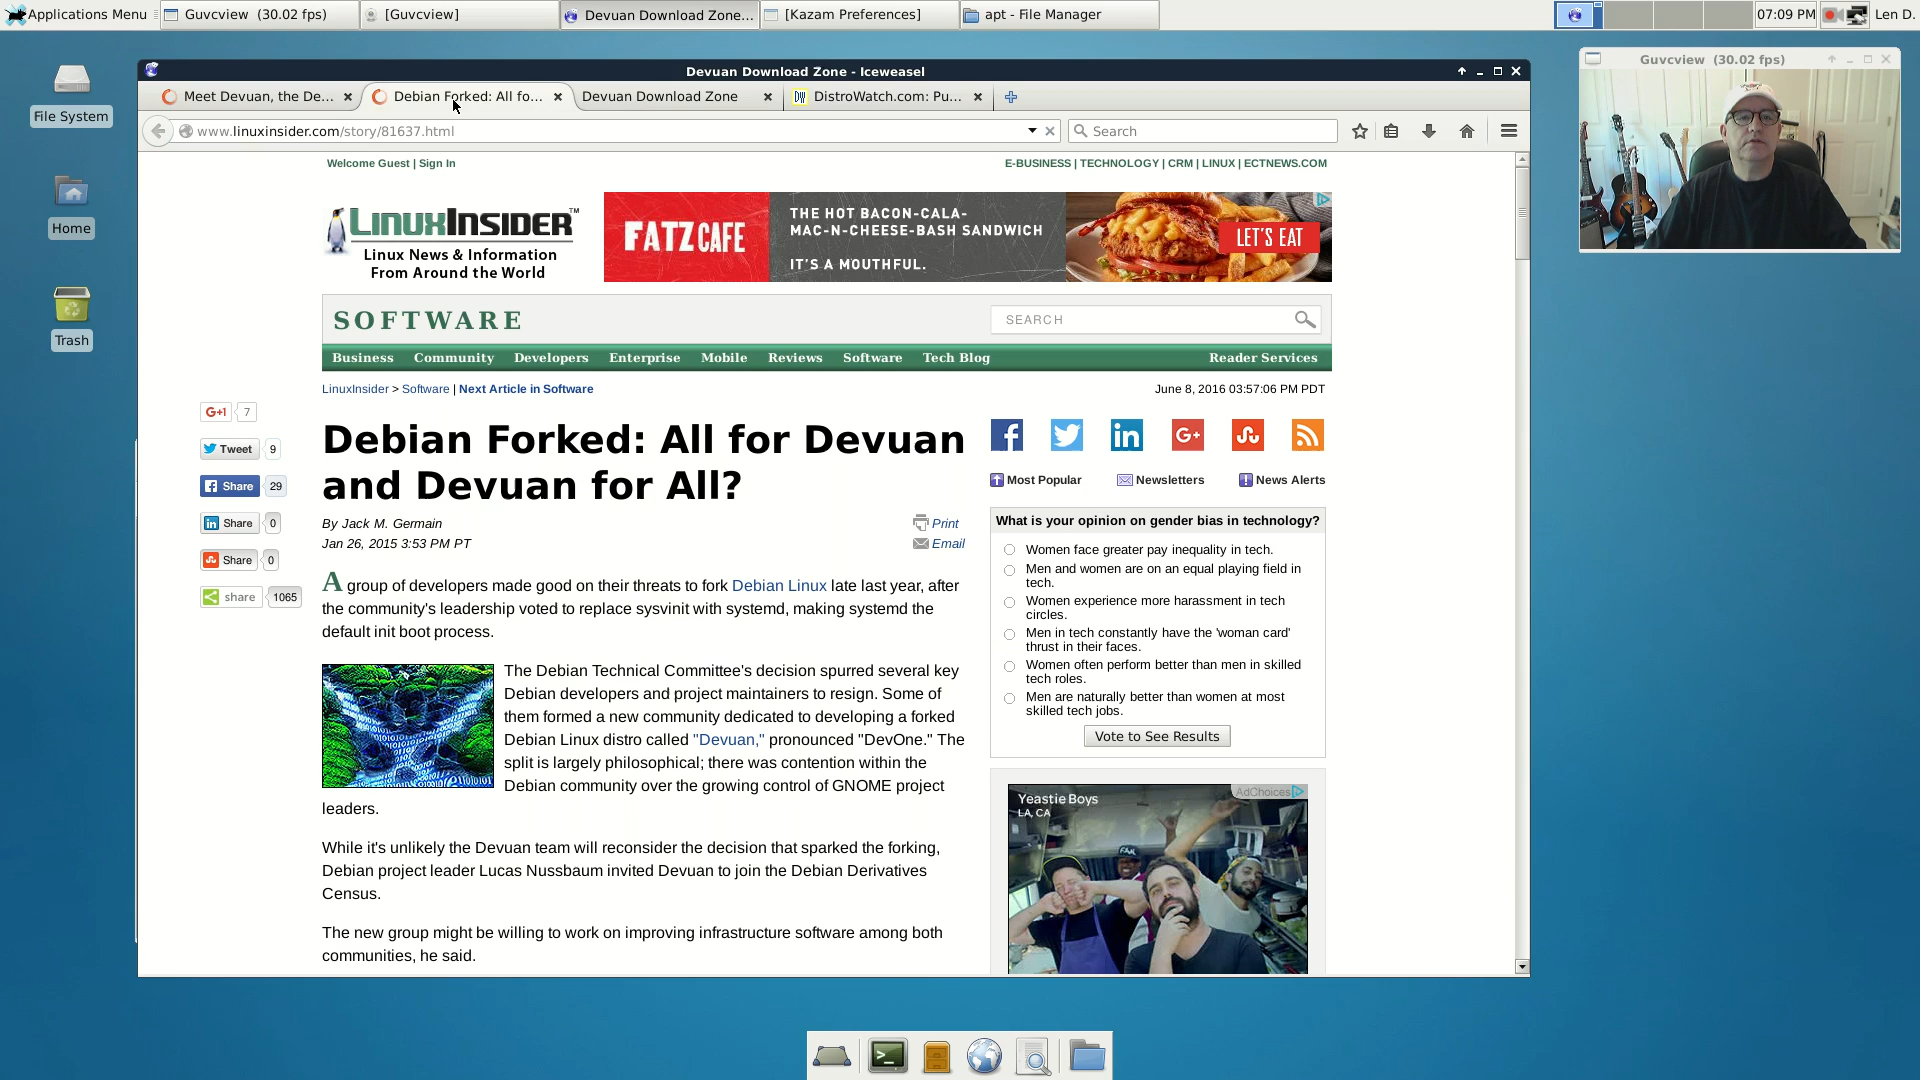 Applications Menu
Guvcview (30.02 fps)
[Guvcview]
Devuan Download Zone...
[Kazam Preferences]
apt - File Manager
07:09 PM
Len D.
File System
Home
Trash
Devuan Download Zone - Iceweasel
Meet Devuan, the De...
Debian Forked: All fo...
Devuan Download Zone
DW
DistroWatch.com: Pu...
www.linuxinsider.com/story/81637.html
Search
Guvcview (30.02 fps)
Welcome Guest | Sign In
E-BUSINESS | TECHNOLOGY | CRM | LINUX | ECTNEWS.COM
LINUXINSIDER™
Linux News & Information
From Around the World
FATZ CAFE
THE HOT BACON-CALA-
MAC-N-CHEESE-BASH SANDWICH
IT'S A MOUTHFUL.
LET'S EAT
SOFTWARE
SEARCH
Business Community Developers Enterprise Mobile Reviews Software Tech Blog Reader Services
LinuxInsider > Software | Next Article in Software
June 8, 2016 03:57:06 PM PDT
G+1 7
Tweet 9
Share 29
in Share 0
Share 0
share 1065
Debian Forked: All for Devuan
and Devuan for All?
By Jack M. Germain
Jan 26, 2015 3:53 PM PT
Print
Email
A group of developers made good on their threats to fork Debian Linux late last year, after
the community's leadership voted to replace sysvinit with systemd, making systemd the
default init boot process.
The Debian Technical Committee's decision spurred several key
Debian developers and project maintainers to resign. Some of
them formed a new community dedicated to developing a forked
Debian Linux distro called "Devuan," pronounced "DevOne." The
split is largely philosophical; there was contention within the
Debian community over the growing control of GNOME project
leaders.
While it's unlikely the Devuan team will reconsider the decision that sparked the forking,
Debian project leader Lucas Nussbaum invited Devuan to join the Debian Derivatives
Census.
The new group might be willing to work on improving infrastructure software among both
communities, he said.
Most Popular
Newsletters
News Alerts
What is your opinion on gender bias in technology?
Women face greater pay inequality in tech.
Men and women are on an equal playing field in
tech.
Women experience more harassment in tech
circles.
Men in tech constantly have the 'woman card'
thrust in their faces.
Women often perform better than men in skilled
tech roles.
Men are naturally better than women at most
skilled tech jobs.
Vote to See Results
AdChoices
Yeastie Boys
LA, CA